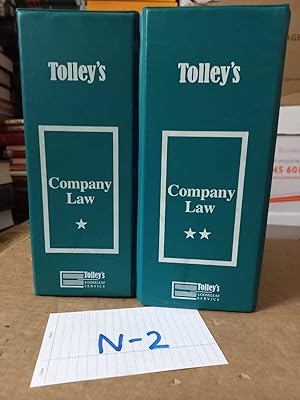 Tolley's
Company
Law
★
Tolley's
LOOSELEAF
SERVICE
Tolley's
Company
Law
★★
Tolley's
LOOSELEAF
SERVICE
N-2